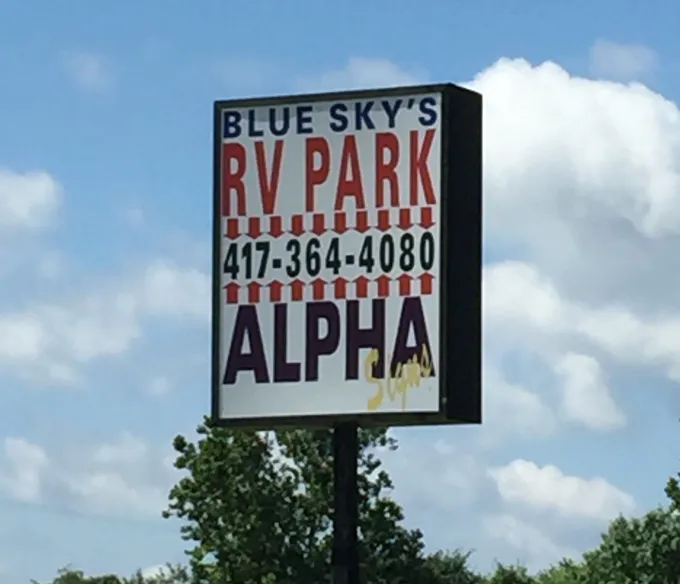 BLUE SKY'S
RV PARK
417-364-4080
ALPHA
Signs!